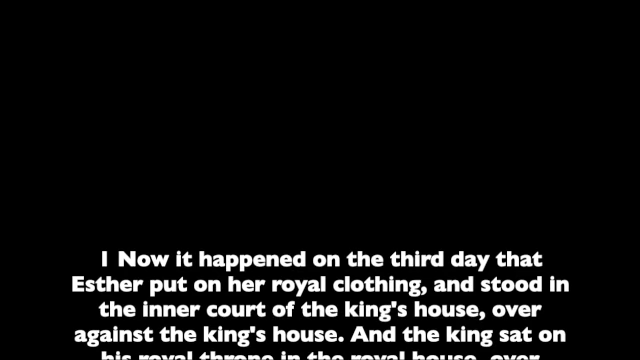 1 Now it happened on the third day that
Esther put on her royal clothing, and stood in
the inner court of the king's house, over
against the king's house. And the king sat on
his royal throne in the royal house, over